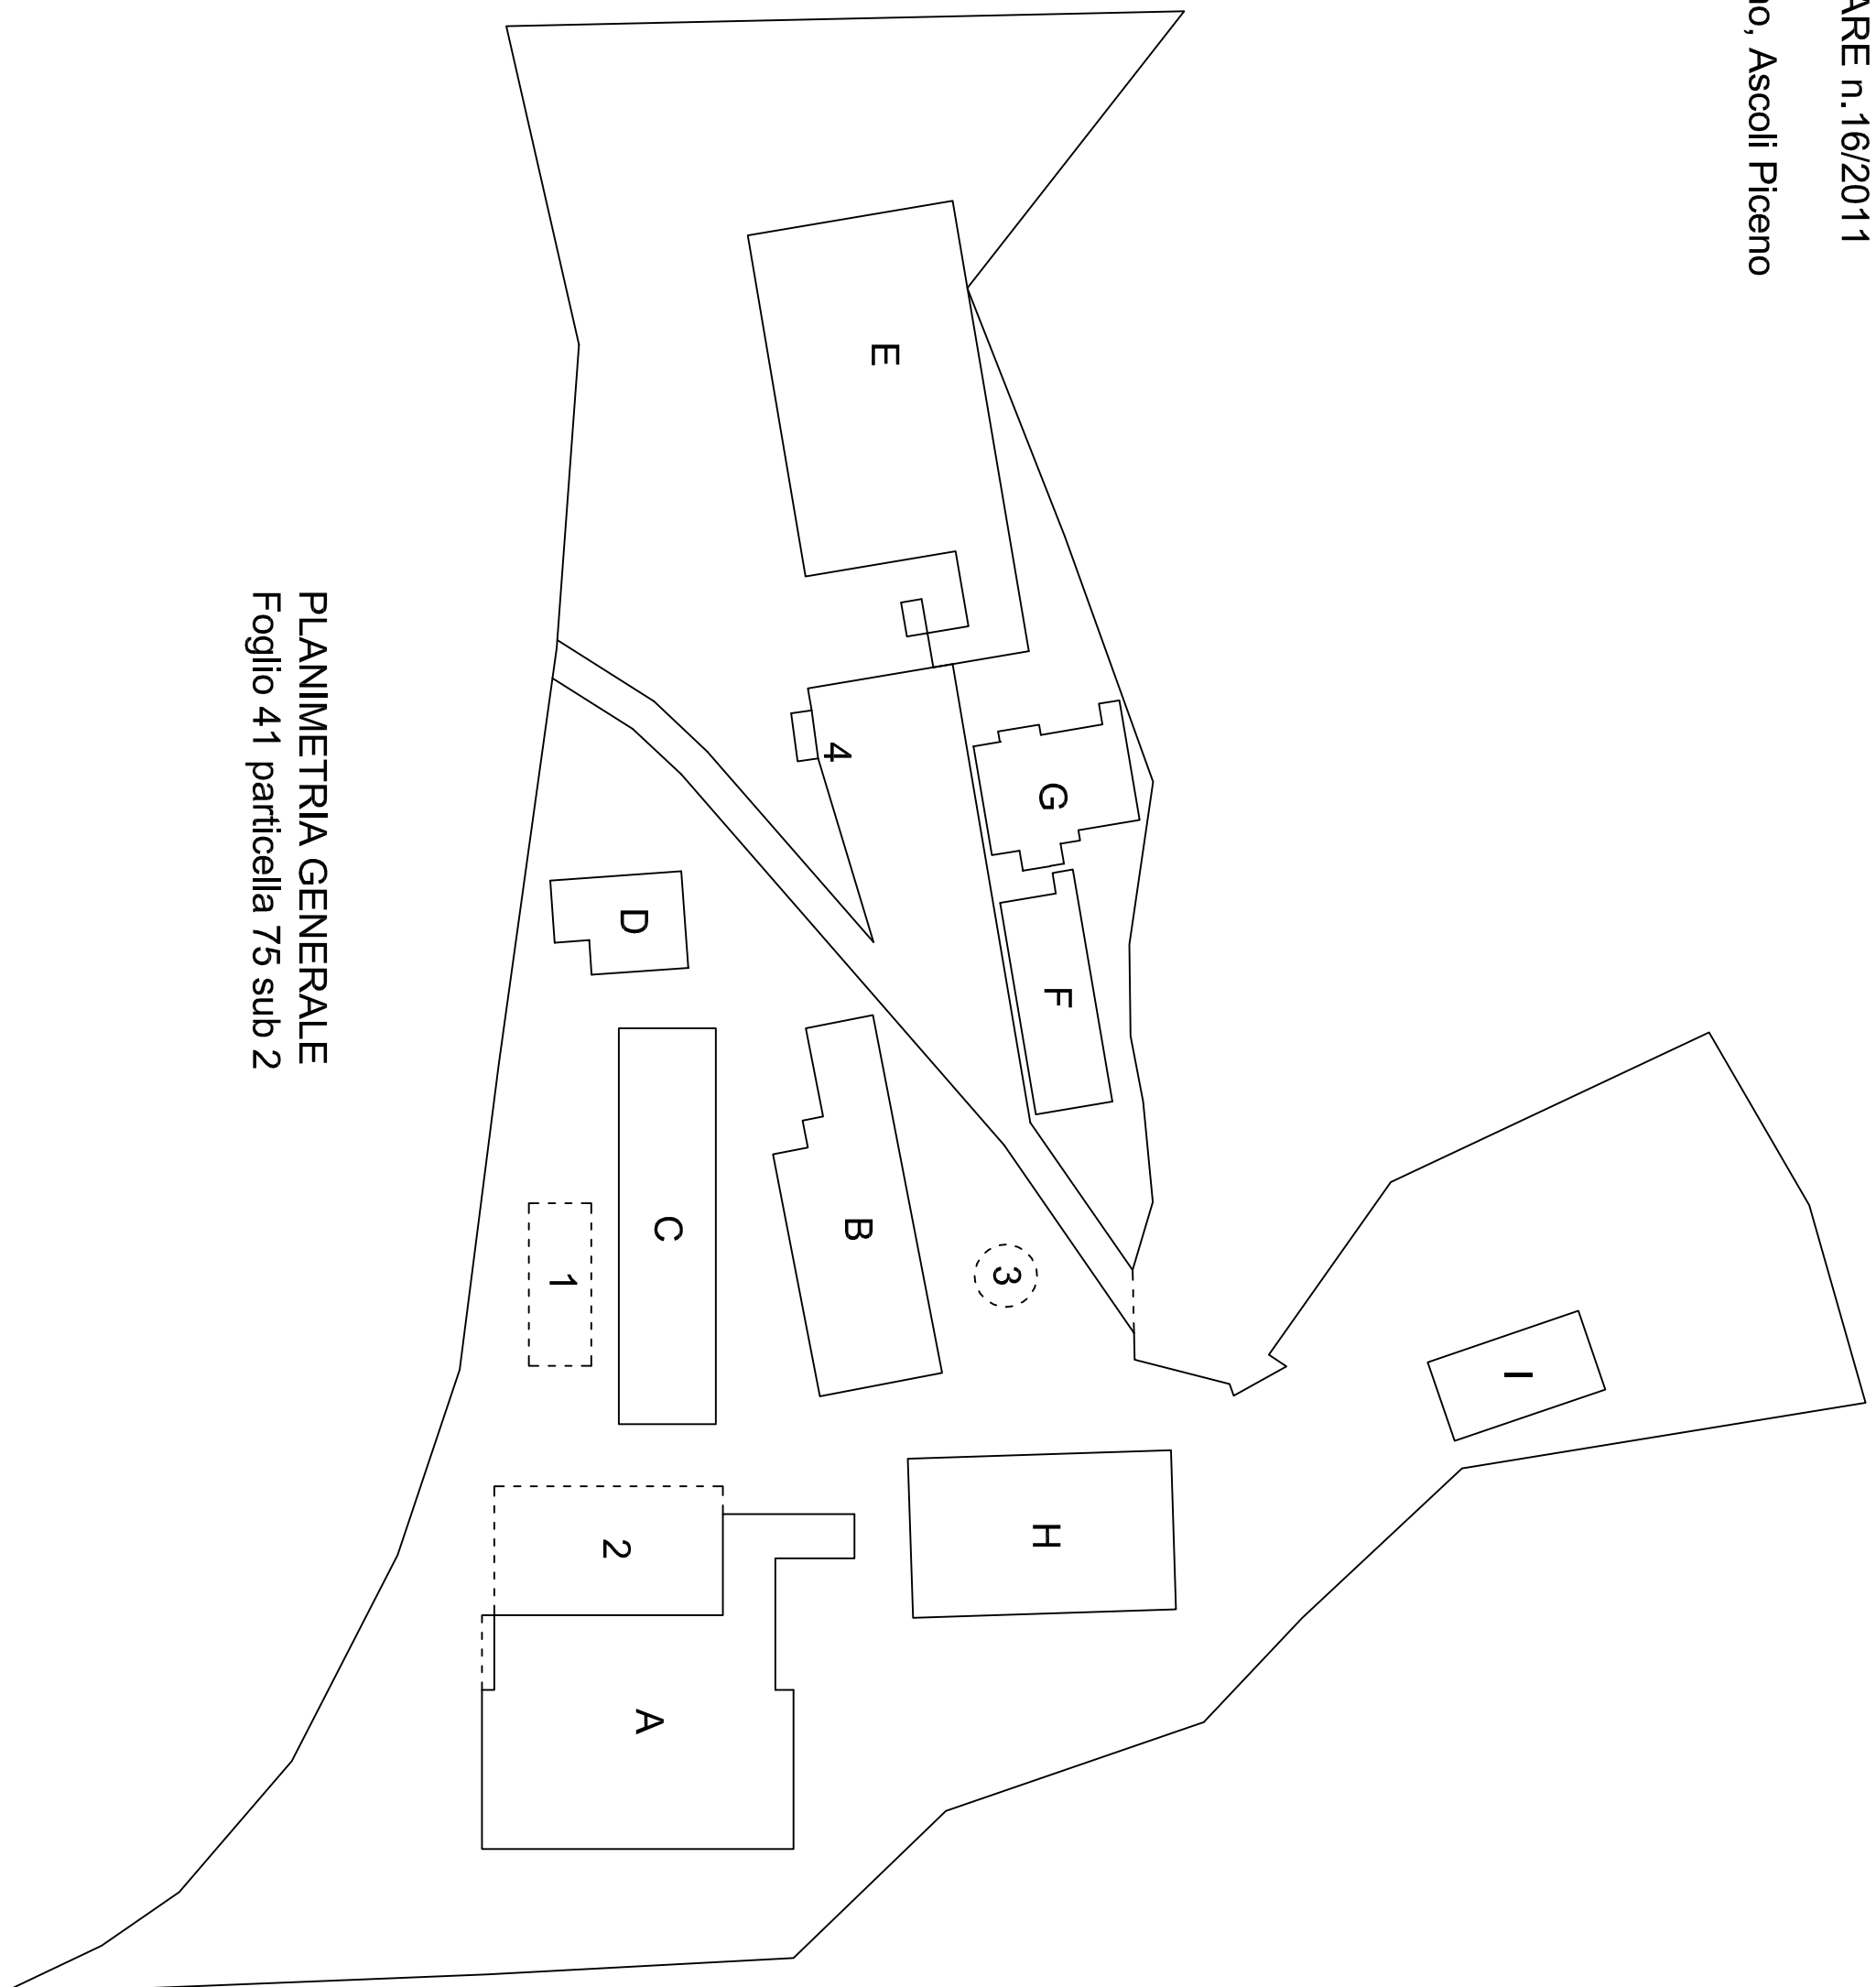 ARE n.16/2011
no, Ascoli Piceno
E
4
G
D
F
PLANIMETRIA GENERALE
Foglio 41 particella 75 sub 2
C
B
3
1
I
2
H
A